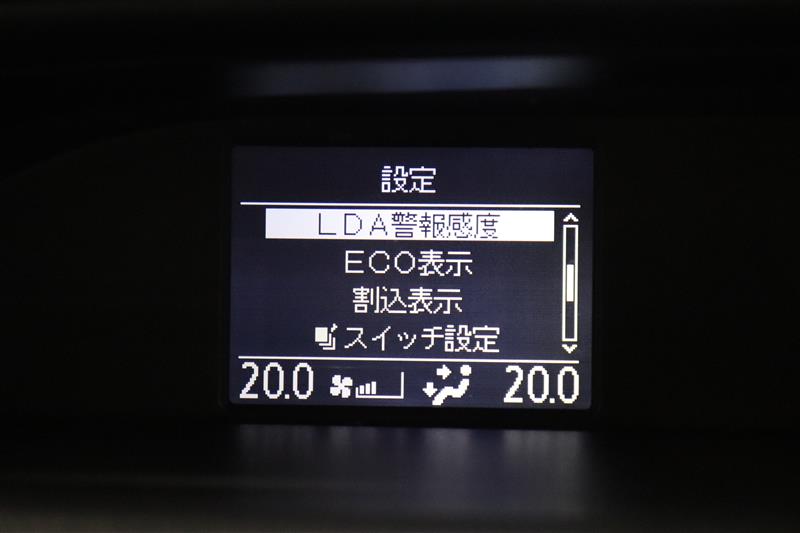 設定
ＬＤＡ警報感度
ＥＣＯ表示
割込表示
スイッチ設定
20.0 20.0